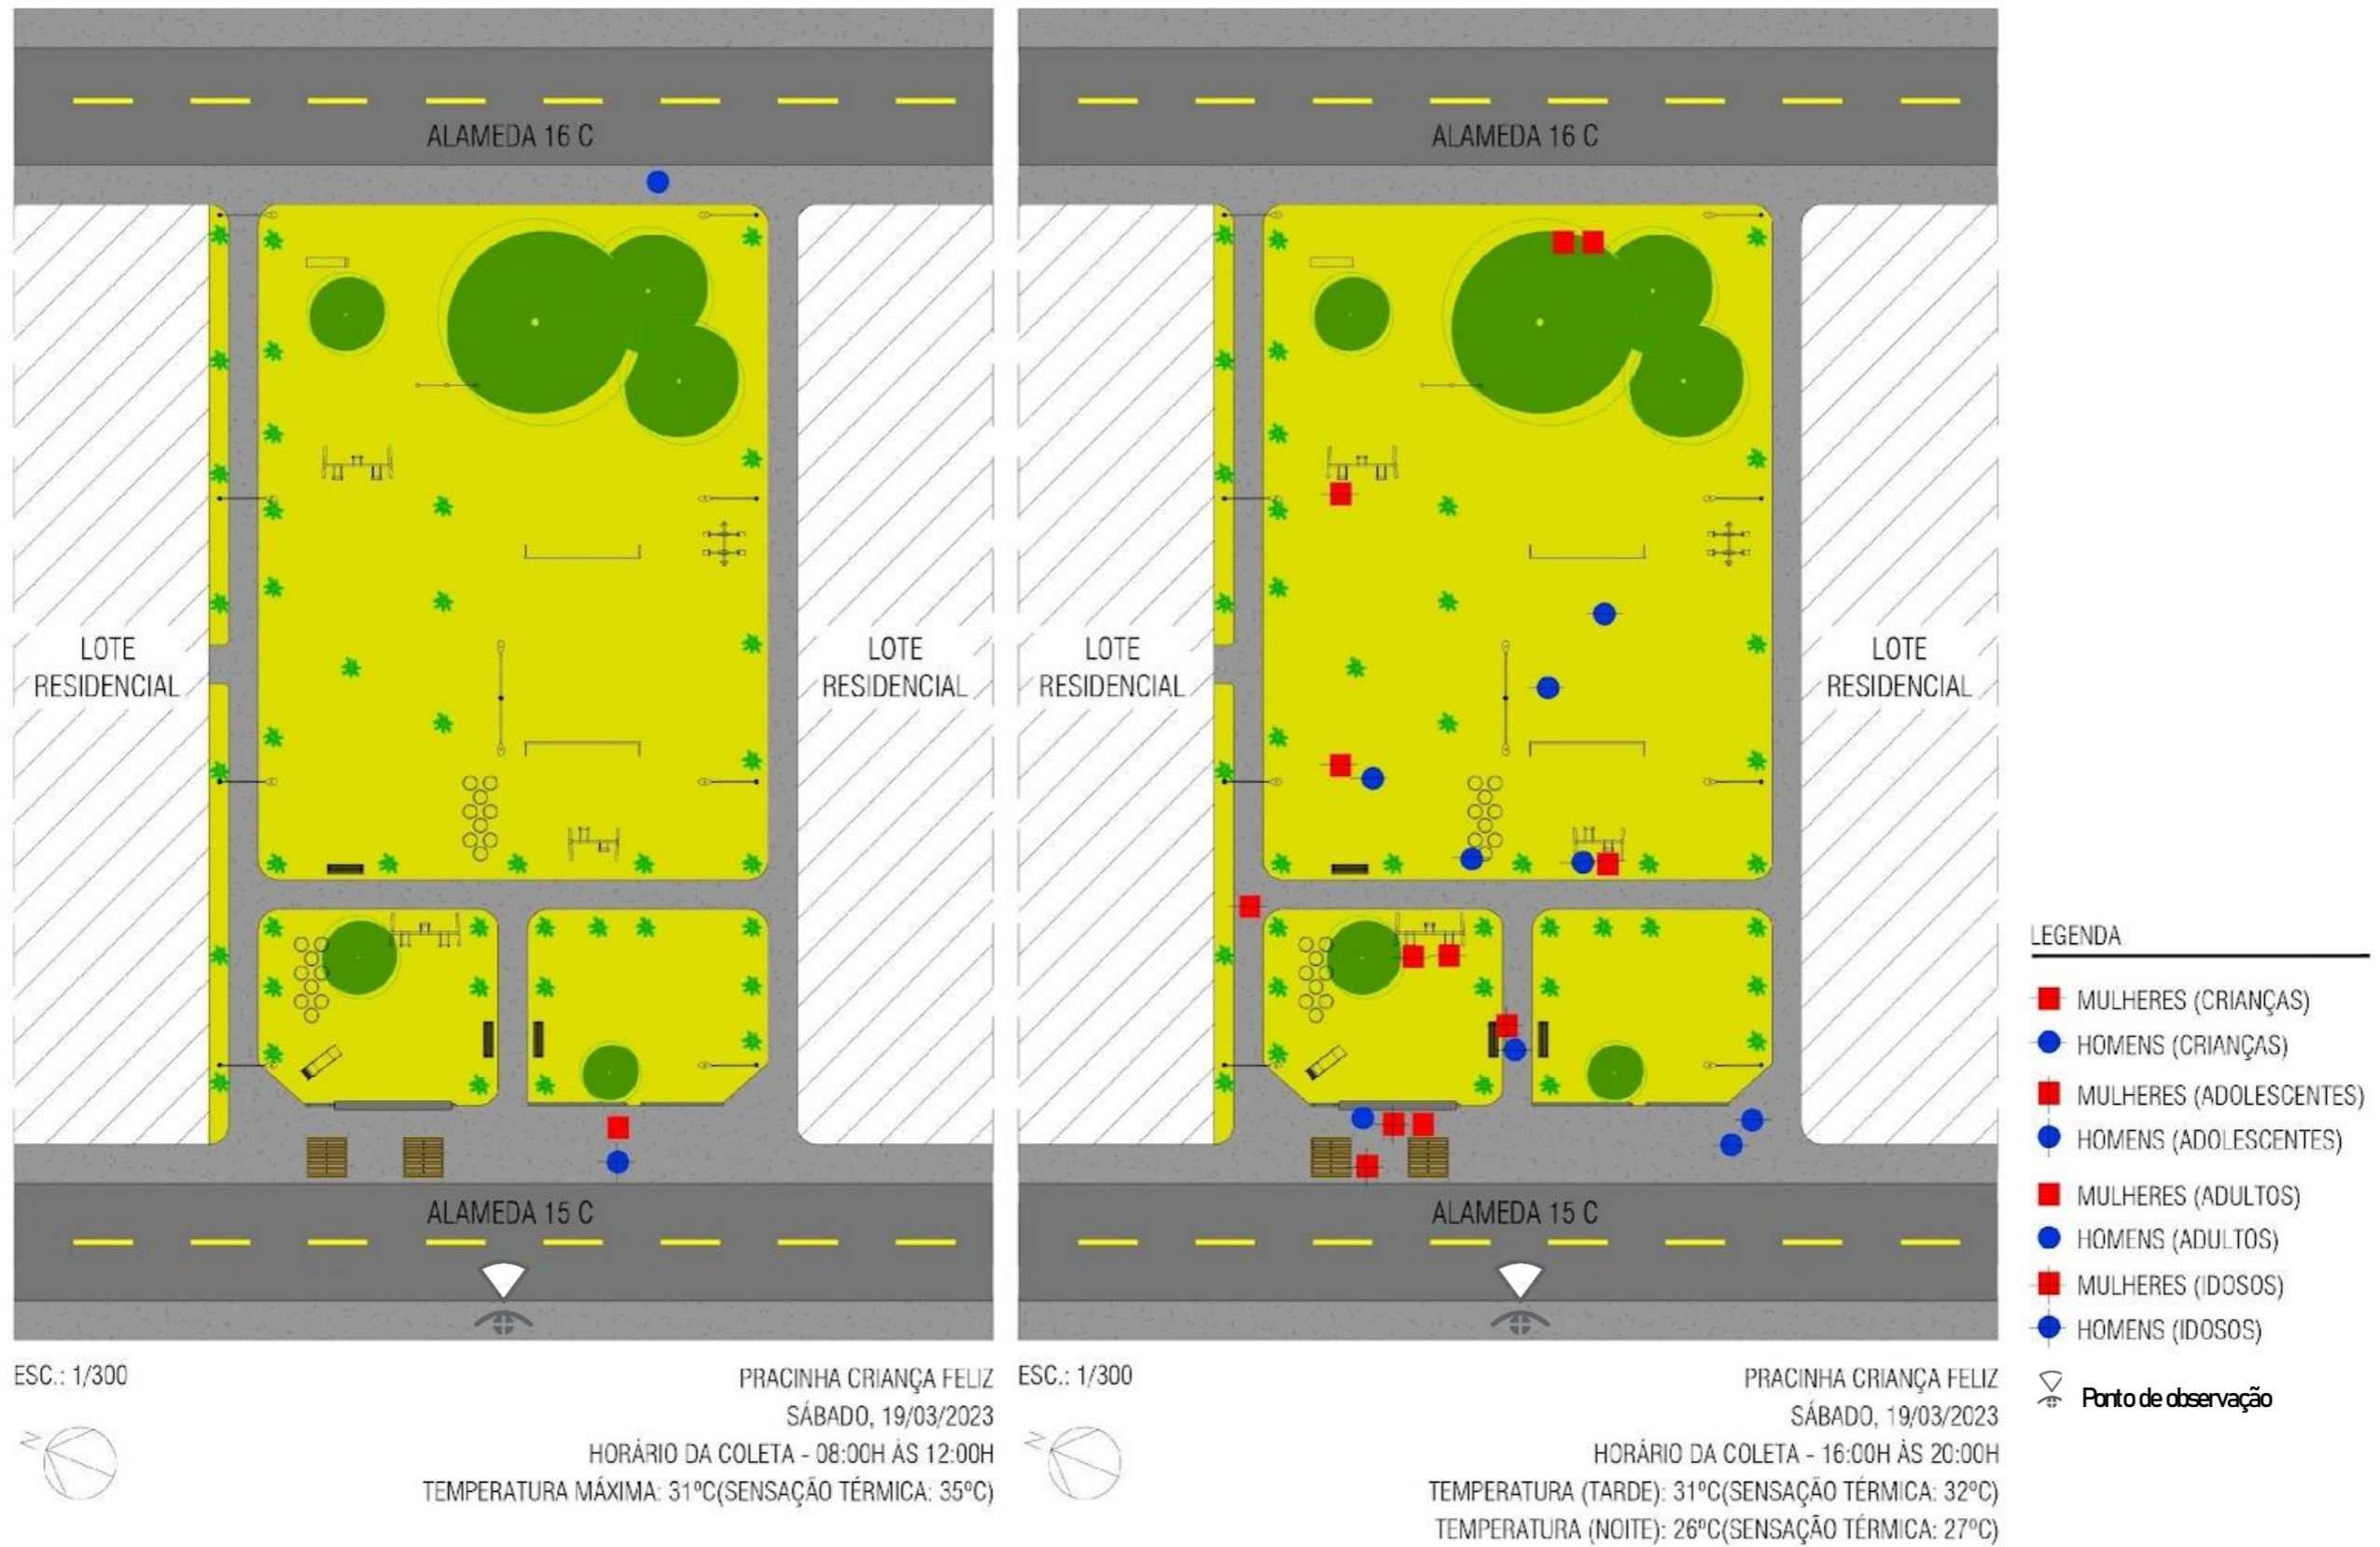 ALAMEDA 16 C
LOTE
RESIDENCIAL
LOTE
RESIDENCIAL
ALAMEDA 15 C
ESC.: 1/300
PRACINHA CRIANÇA FELIZ
SÁBADO, 19/03/2023
HORÁRIO DA COLETA - 08:00H ÀS 12:00H
TEMPERATURA MÁXIMA: 31ºC(SENSAÇÃO TÉRMICA: 35ºC)
N
ALAMEDA 16 C
LOTE
RESIDENCIAL
LOTE
RESIDENCIAL
ALAMEDA 15 C
ESC.: 1/300
PRACINHA CRIANÇA FELIZ
SÁBADO, 19/03/2023
HORÁRIO DA COLETA - 16:00H ÀS 20:00H
TEMPERATURA (TARDE): 31ºC(SENSAÇÃO TÉRMICA: 32ºC)
TEMPERATURA (NOITE): 26ºC(SENSAÇÃO TÉRMICA: 27ºC)
N
LEGENDA
MULHERES (CRIANÇAS)
HOMENS (CRIANÇAS)
MULHERES (ADOLESCENTES)
HOMENS (ADOLESCENTES)
MULHERES (ADULTOS)
HOMENS (ADULTOS)
MULHERES (IDOSOS)
HOMENS (IDOSOS)
Ponto de observação